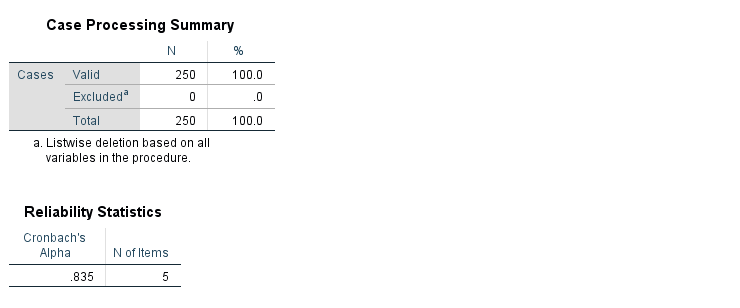 Case Processing Summary
N %
Cases Valid 250 100.0
Excludedᵃ 0 .0
Total 250 100.0
a. Listwise deletion based on all
variables in the procedure.
Reliability Statistics
Cronbach's
Alpha N of Items
.835 5